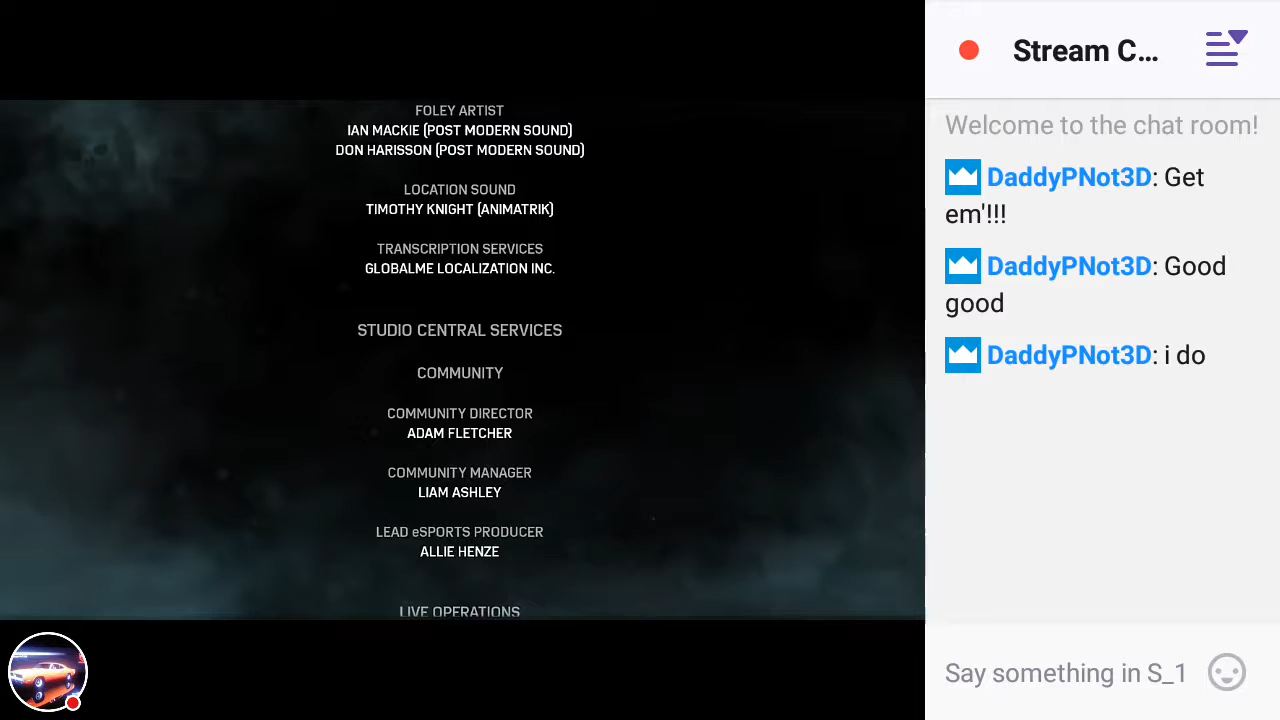 FOLEY ARTIST
IAN MACKIE (POST MODERN SOUND)
DON HARISSON (POST MODERN SOUND)
LOCATION SOUND
TIMOTHY KNIGHT (ANIMATRIK)
TRANSCRIPTION SERVICES
GLOBALME LOCALIZATION INC.
STUDIO CENTRAL SERVICES
COMMUNITY
COMMUNITY DIRECTOR
ADAM FLETCHER
COMMUNITY MANAGER
LIAM ASHLEY
LEAD eSPORTS PRODUCER
ALLIE HENZE
LIVE OPERATIONS
Stream C...
Welcome to the chat room!
DaddyPNot3D: Get
em'!!!
DaddyPNot3D: Good
good
DaddyPNot3D: i do
Say something in S_1